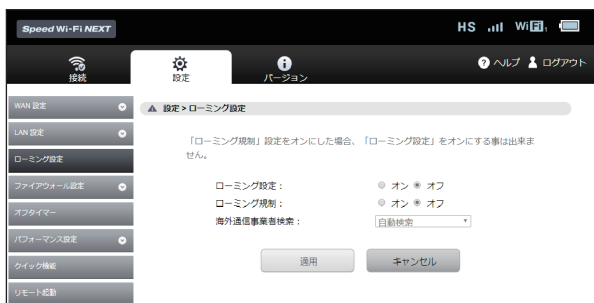 Speed Wi-Fi NEXT
HS WiFi
接続
設定
バージョン
ヘルプ ログアウト
WAN 設定
設定 > ローミング設定
LAN 設定
「ローミング規制」設定をオンにした場合、「ローミング設定」をオンにする事は出来ま
せん。
ローミング設定
ファイアウォール設定
ローミング設定： オン オフ
ローミング規制： オン オフ
オフタイマー
海外通信事業者検索： 自動検索
パフォーマンス設定
適用 キャンセル
クイック機能
リモート起動